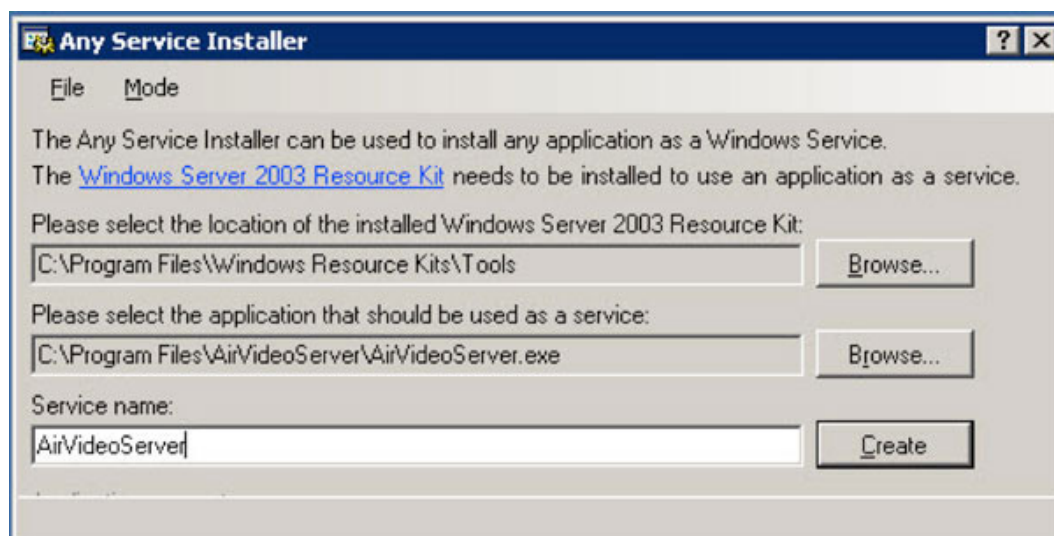 Any Service Installer
File Mode
The Any Service Installer can be used to install any application as a Windows Service.
The Windows Server 2003 Resource Kit needs to be installed to use an application as a service.
Please select the location of the installed Windows Server 2003 Resource Kit:
C:\Program Files\Windows Resource Kits\Tools
Browse...
Please select the application that should be used as a service:
C:\Program Files\AirVideoServer\AirVideoServer.exe
Browse...
Service name:
AirVideoServer
Create